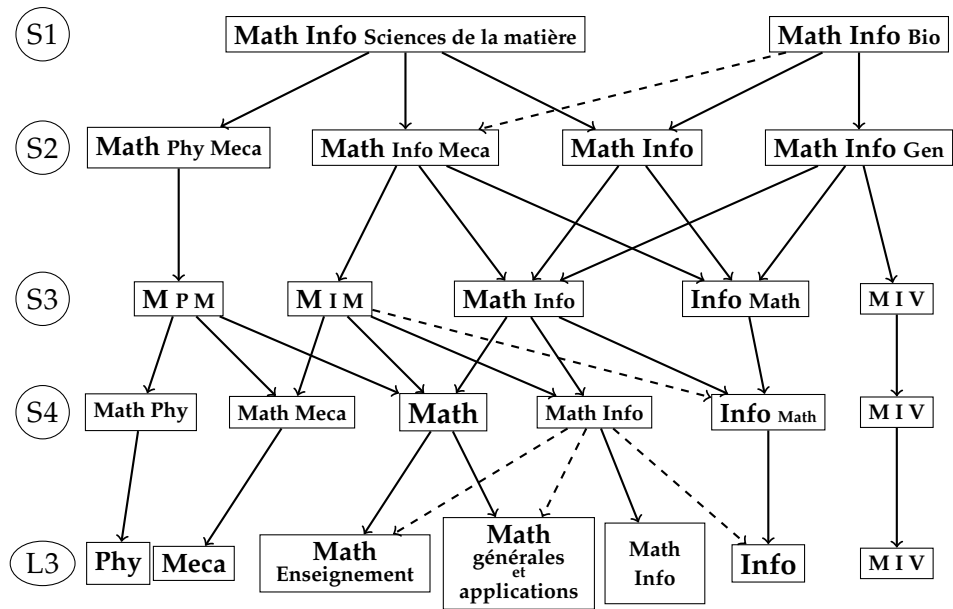 S1
Math Info Sciences de la matière
Math Info Bio
S2
Math Phy Meca
Math Info Meca
Math Info
Math Info Gen
S3
M P M
M I M
Math Info
Info Math
M I V
S4
Math Phy
Math Meca
Math
Math Info
Info Math
M I V
L3
Phy
Meca
Math
Enseignement
Math
générales
et
applications
Math
Info
Info
M I V